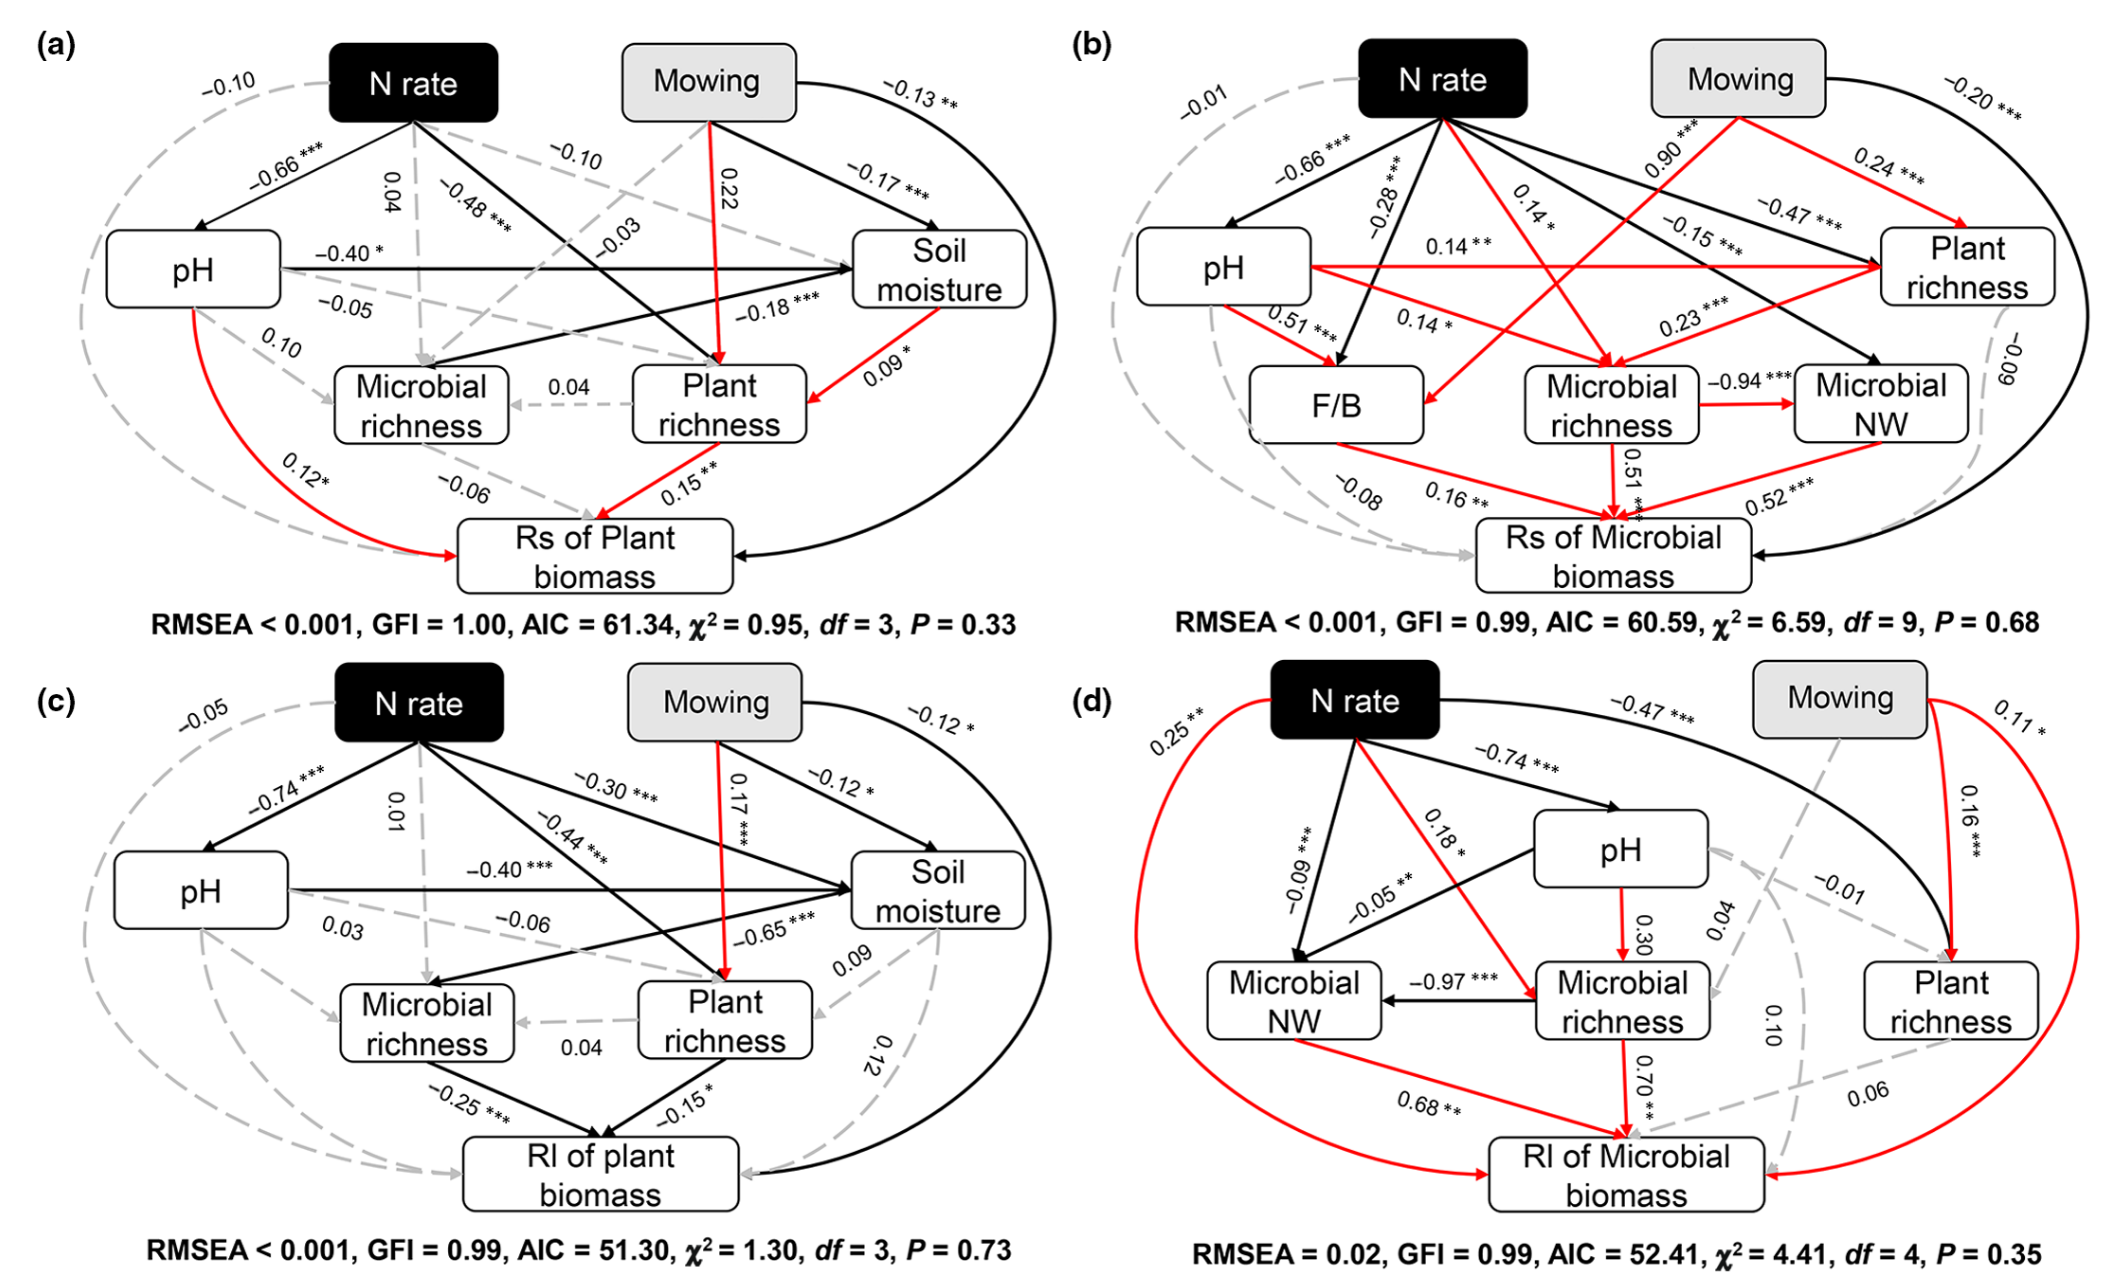 (a)
N rate
Mowing
−0.10
−0.13 **
−0.66 ***
0.04
−0.48 ***
−0.10
0.22
−0.17 ***
−0.03
pH
−0.40 *
Soil
moisture
−0.05
−0.18 ***
0.10
0.09 *
Microbial
richness
0.04
Plant
richness
0.12*
−0.06
0.15 **
Rs of Plant
biomass
RMSEA < 0.001, GFI = 1.00, AIC = 61.34, χ² = 0.95, df = 3, P = 0.33
(b)
N rate
Mowing
−0.01
−0.20 ***
−0.66 ***
−0.28 ***
0.14 *
0.90 ***
0.24 ***
−0.47 ***
−0.15 ***
pH
0.14 **
Plant
richness
0.51 ***
0.14 *
0.23 ***
−0.09
F/B
Microbial
richness
−0.94 ***
Microbial
NW
−0.08
0.16 **
0.51 ***
0.52 ***
Rs of Microbial
biomass
RMSEA < 0.001, GFI = 0.99, AIC = 60.59, χ² = 6.59, df = 9, P = 0.68
(c)
N rate
Mowing
−0.05
−0.12 *
−0.74 ***
0.01
−0.44 ***
−0.30 ***
0.17 ***
−0.12 *
pH
−0.40 ***
Soil
moisture
0.03
−0.06
−0.65 ***
0.09
Microbial
richness
0.04
Plant
richness
0.12
−0.25 ***
−0.15 *
Rl of plant
biomass
RMSEA < 0.001, GFI = 0.99, AIC = 51.30, χ² = 1.30, df = 3, P = 0.73
(d)
N rate
Mowing
0.25 **
−0.47 ***
0.11 *
−0.74 ***
−0.09 ***
0.18 *
pH
0.16 ***
−0.05 **
0.30
0.04
−0.01
Microbial
NW
−0.97 ***
Microbial
richness
0.10
Plant
richness
0.68 **
0.70 **
0.06
Rl of Microbial
biomass
RMSEA = 0.02, GFI = 0.99, AIC = 52.41, χ² = 4.41, df = 4, P = 0.35